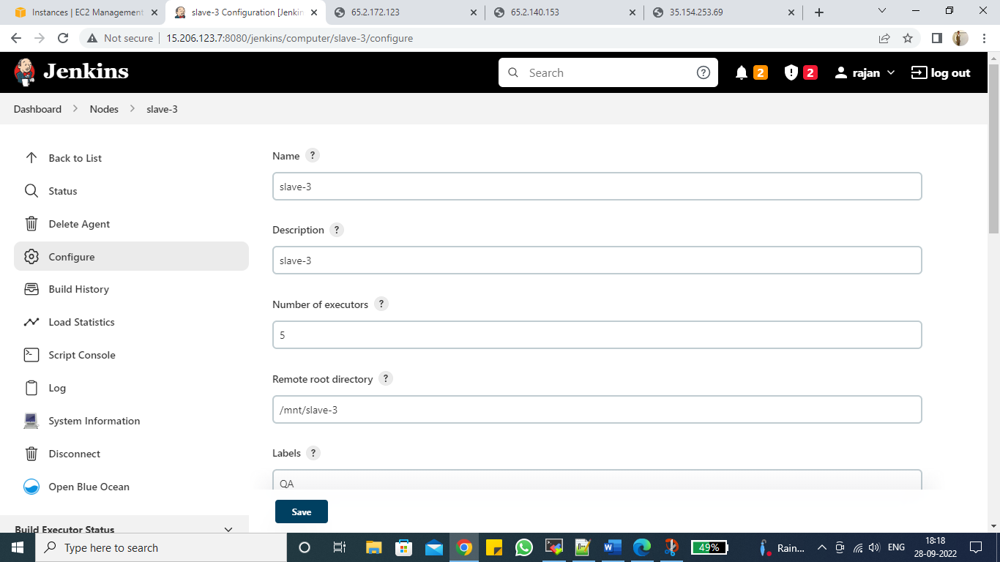 Instances | EC2 Management
slave-3 Configuration [Jenkin
65.2.172.123
65.2.140.153
35.154.253.69
Not secure
15.206.123.7:8080/jenkins/computer/slave-3/configure
Jenkins
Search
2
2
rajan
log out
Dashboard
Nodes
slave-3
Back to List
Status
Delete Agent
Configure
Build History
Load Statistics
Script Console
Log
System Information
Disconnect
Open Blue Ocean
Build Executor Status
Name ?
slave-3
Description ?
slave-3
Number of executors ?
5
Remote root directory ?
/mnt/slave-3
Labels ?
QA
Save
Type here to search
49%
Rain...
ENG
18:18
28-09-2022